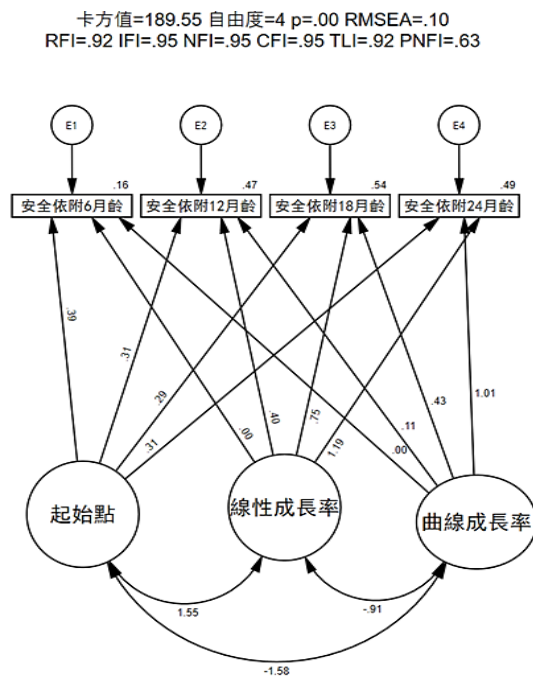 卡方值=189.55 自由度=4 p=.00 RMSEA=.10
RFI=.92 IFI=.95 NFI=.95 CFI=.95 TLI=.92 PNFI=.63
E1 E2 E3 E4
.16 .47 .54 .49
安全依附6月齡 安全依附12月齡 安全依附18月齡 安全依附24月齡
.39 .31 .29 .31 .00 .40 .75 1.19 .00 .11 .43 1.01
起始點 線性成長率 曲線成長率
1.55 -.91
-1.58